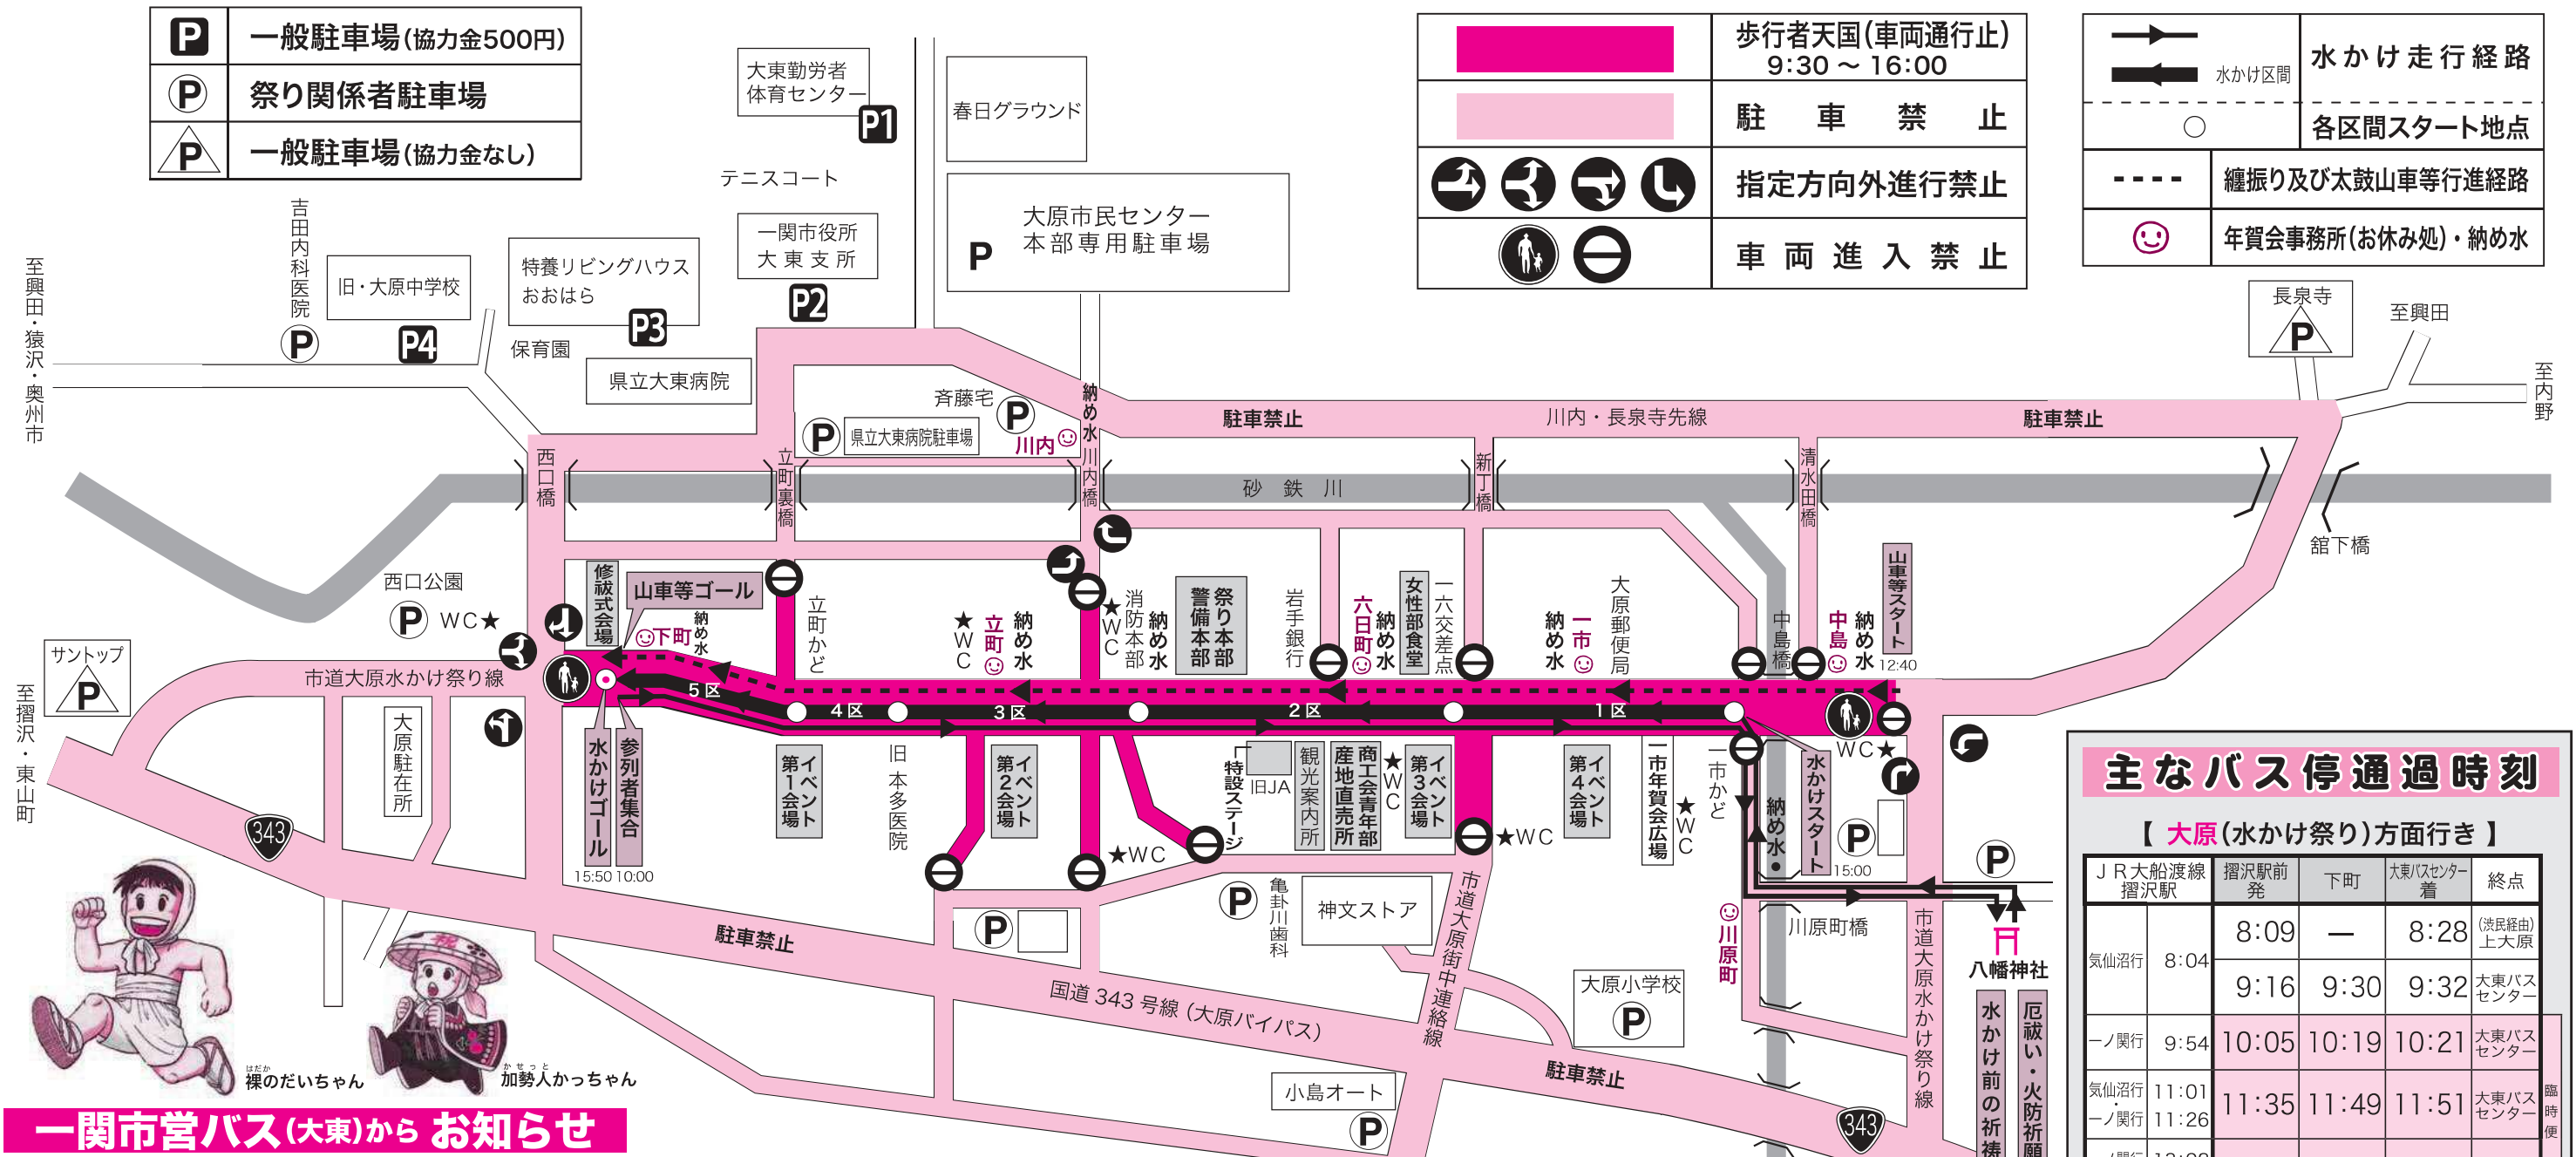 P 一般駐車場(協力金500円)
P 祭り関係者駐車場
P 一般駐車場(協力金なし)
歩行者天国(車両通行止)
9:30 ～ 16:00
駐車禁止
指定方向外進行禁止
車両進入禁止
水かけ区間
水かけ走行経路
各区間スタート地点
纏振り及び太鼓山車等行進経路
年賀会事務所(お休み処)・納め水
大東勤労者
体育センター
P1
春日グラウンド
テニスコート
一関市役所
大東支所
P2
大原市民センター
本部専用駐車場
P
吉田内科医院
P
旧・大原中学校
P4
特養リビングハウス
おおはら
P3
保育園
県立大東病院
至興田・猿沢・奥州市
斉藤宅
P
P
県立大東病院駐車場
川内
納め水
長泉寺
P
至興田
至内野
駐車禁止
川内・長泉寺先線
駐車禁止
西口橋
立町裏橋
川内橋
砂鉄川
新丁橋
清水田橋
舘下橋
西口公園
P
WC★
サントップ
P
至摺沢・東山町
市道大原水かけ祭り線
修祓式会場
山車等ゴール
下町
納め水
立町かど
★WC
立町
納め水
★WC
消防本部
納め水
祭り本部
警備本部
岩手銀行
六日町
納め水
女性部食堂
一六交差点
納め水
一市
大原郵便局
中島橋
中島
納め水
山車等スタート
12:40
5区
4区
3区
2区
1区
大原駐在所
水かけゴール
15:50
参列者集合
10:00
イベント
第1会場
旧本多医院
イベント
第2会場
★WC
特設ステージ
旧JA
観光案内所
商工会青年部
産地直売所
★WC
イベント
第3会場
★WC
イベント
第4会場
一市年賀会広場
★WC
一市かど
納め水
水かけスタート
15:00
WC★
P
P
343
駐車禁止
P
P
亀卦川歯科
神文ストア
市道大原街中連絡線
国道343号線(大原バイパス)
大原小学校
P
駐車禁止
小島オート
P
川原町
川原町橋
市道大原水かけ祭り線
八幡神社
水かけ前の祈祷
厄祓い・火防祈願
343
祝
はだか
裸のだいちゃん
かせっと
加勢人かっちゃん
一関市営バス(大東)から お知らせ
主なバス停通過時刻
【 大原(水かけ祭り)方面行き 】
JR大船渡線
摺沢駅
摺沢駅前
発
下町
大東バスセンター
着
終点
気仙沼行 8:04
8:09 — 8:28 (渋民経由)
上大原
9:16 9:30 9:32 大東バス
センター
一ノ関行 9:54 10:05 10:19 10:21 大東バス
センター
気仙沼行 11:01
・
一ノ関行 11:26
11:35 11:49 11:51 大東バス
センター
臨時便